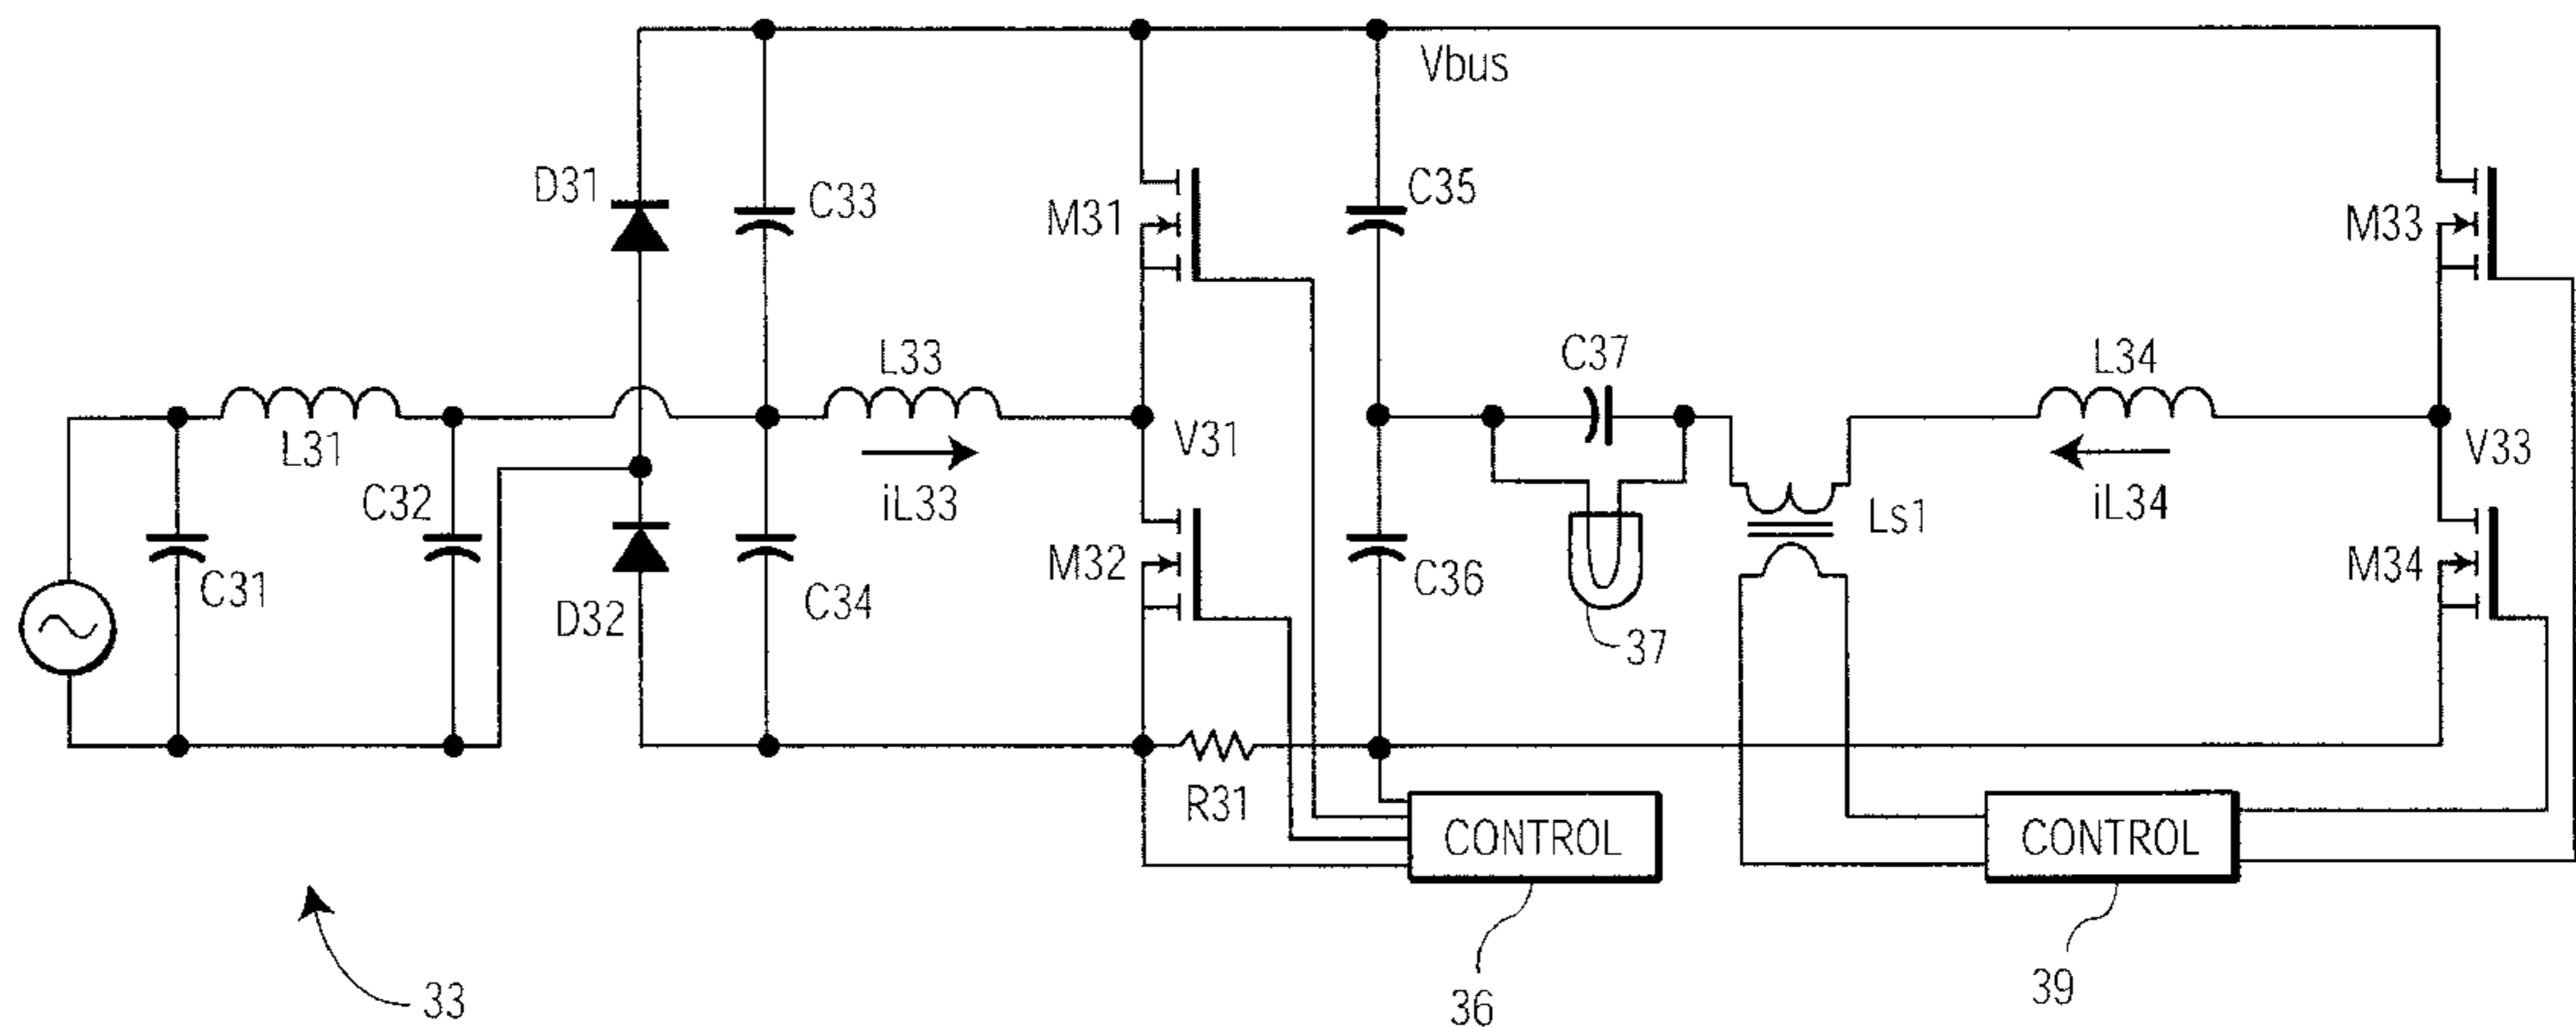 Vbus
D31
C33
M31
C35
M33
L33
C37
L34
L31
V31
V33
iL33
iL34
C32
Ls1
C31
M32
C36
M34
D32
C34
37
R31
CONTROL
CONTROL
33
36
39